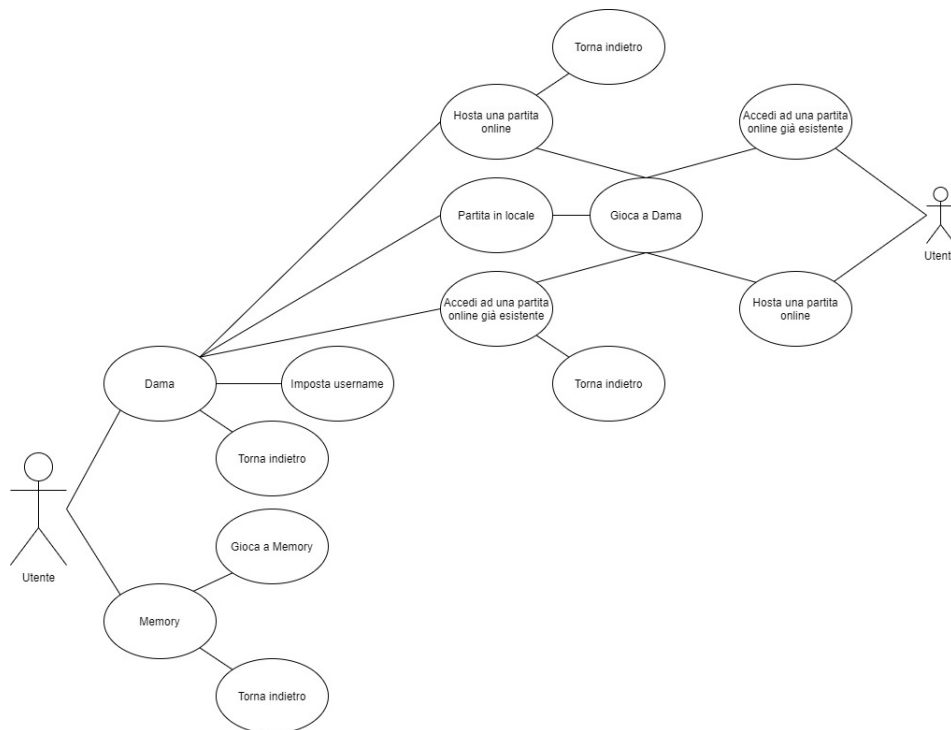 Torna indietro
Hosta una partita
online
Accedi ad una partita
online già esistente
Partita in locale
Gioca a Dama
Utente
Accedi ad una partita
online già esistente
Hosta una partita
online
Dama
Imposta username
Torna indietro
Torna indietro
Gioca a Memory
Utente
Memory
Torna indietro